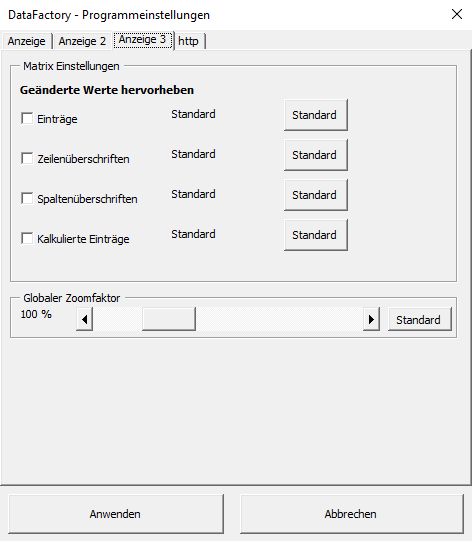 DataFactory - Programmeinstellungen
Anzeige Anzeige 2 Anzeige 3 http
Matrix Einstellungen
Geänderte Werte hervorheben
Einträge Standard Standard
Zeilenüberschriften Standard Standard
Spaltenüberschriften Standard Standard
Kalkulierte Einträge Standard Standard
Globaler Zoomfaktor
100 % Standard
Anwenden Abbrechen